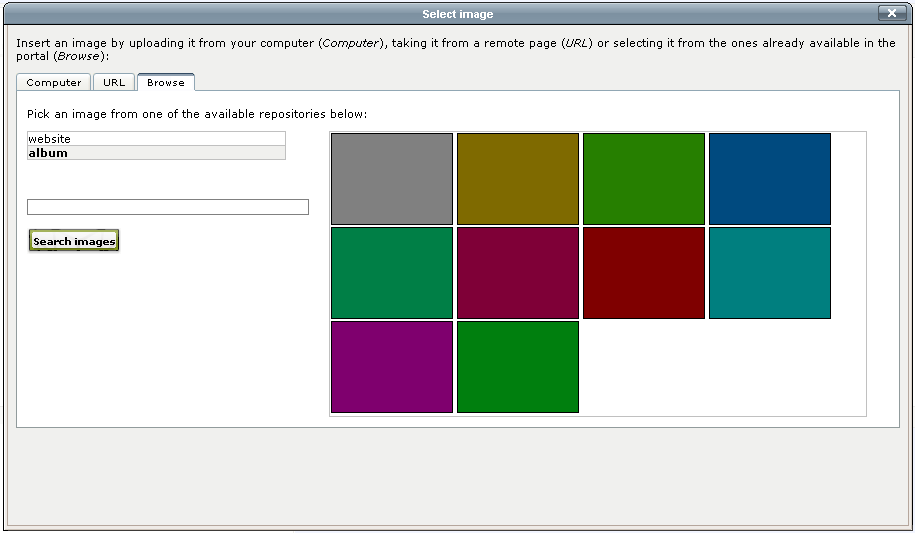 Select image
Insert an image by uploading it from your computer (Computer), taking it from a remote page (URL) or selecting it from the ones already available in the
portal (Browse):
Computer URL Browse
Pick an image from one of the available repositories below:
website
album
Search images